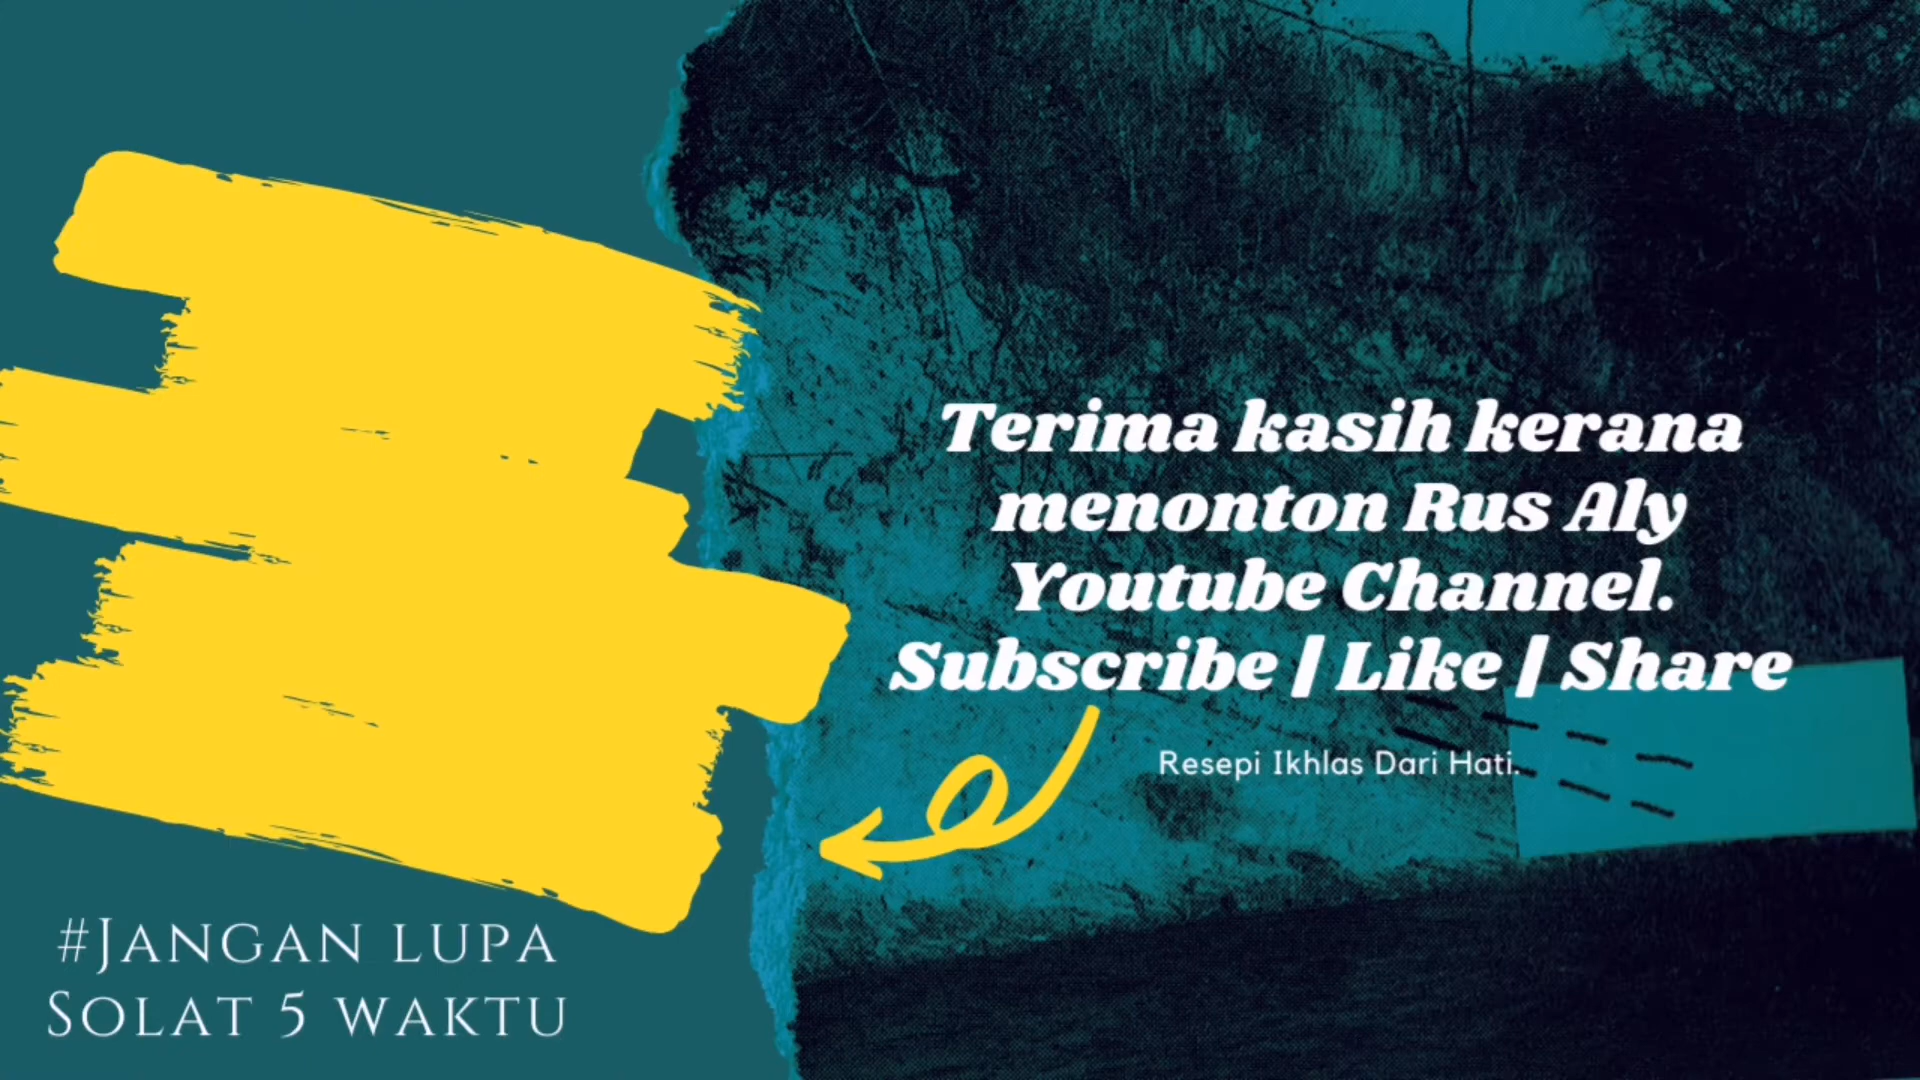 Terima kasih kerana
menonton Rus Aly
Youtube Channel.
Subscribe | Like | Share
Resepi Ikhlas Dari Hati.
#Jangan lupa
Solat 5 waktu